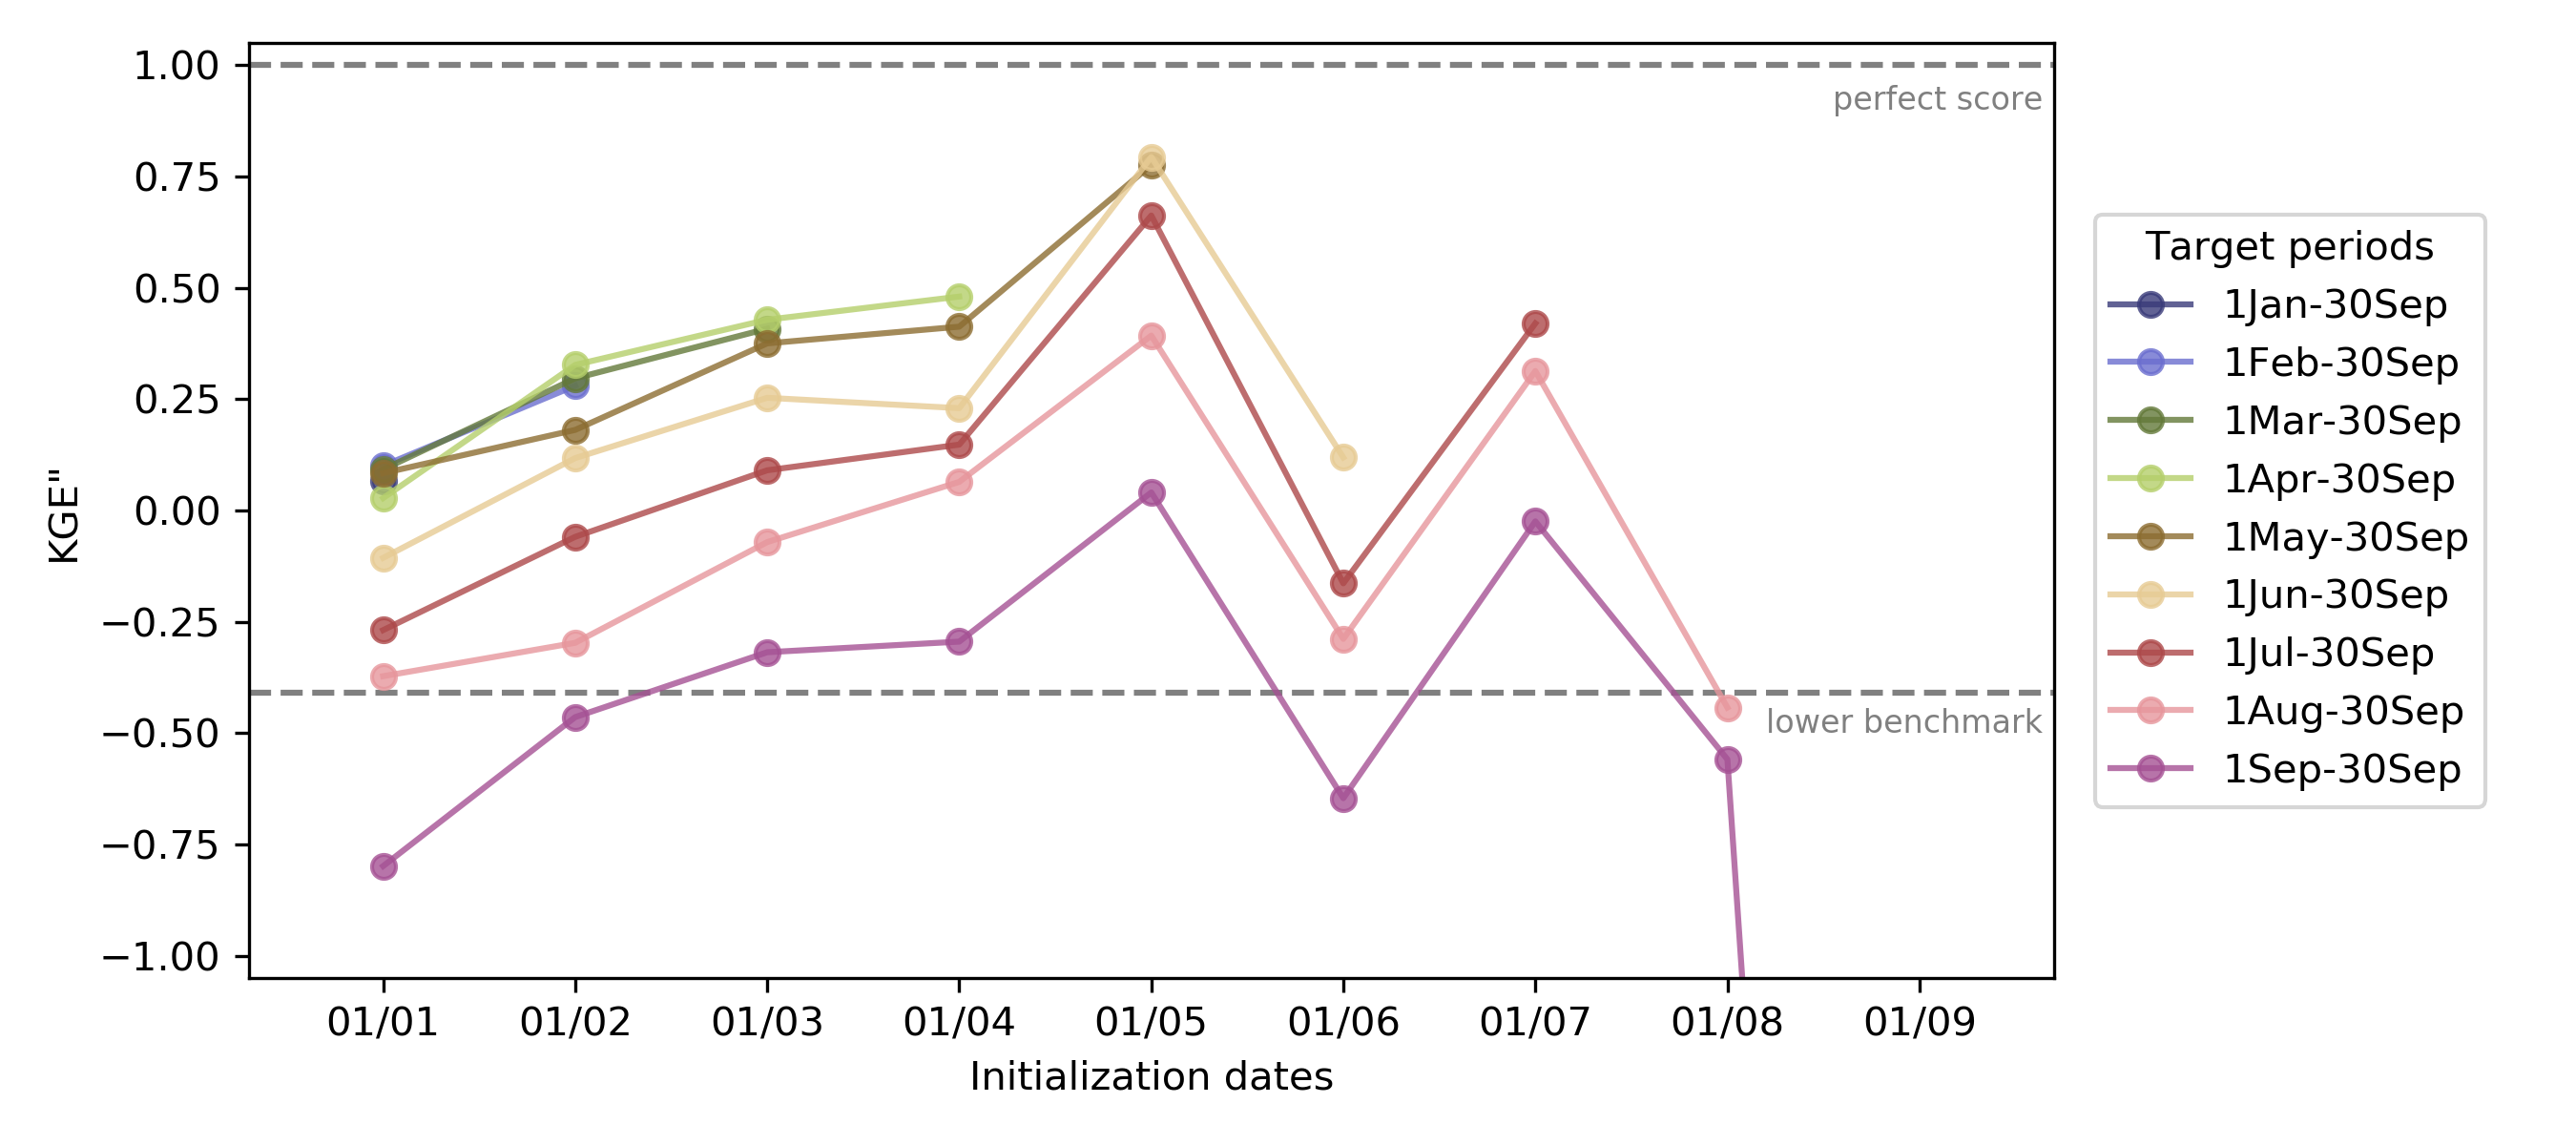 1.00
0.75
0.50
0.25
0.00
−0.25
−0.50
−0.75
−1.00
KGE"
perfect score
lower benchmark
01/01 01/02 01/03 01/04 01/05 01/06 01/07 01/08 01/09
Initialization dates
Target periods
1Jan-30Sep
1Feb-30Sep
1Mar-30Sep
1Apr-30Sep
1May-30Sep
1Jun-30Sep
1Jul-30Sep
1Aug-30Sep
1Sep-30Sep